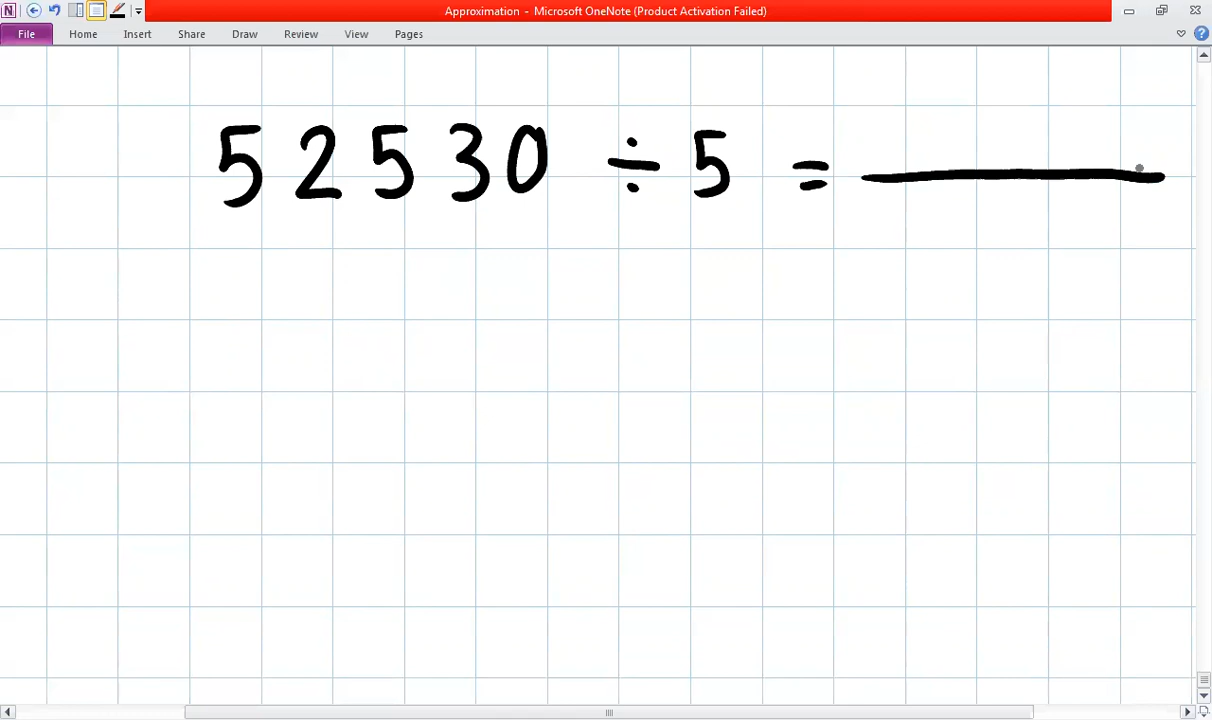 Approximation - Microsoft OneNote (Product Activation Failed)
File Home Insert Share Draw Review View Pages
52530 ÷ 5 = ______